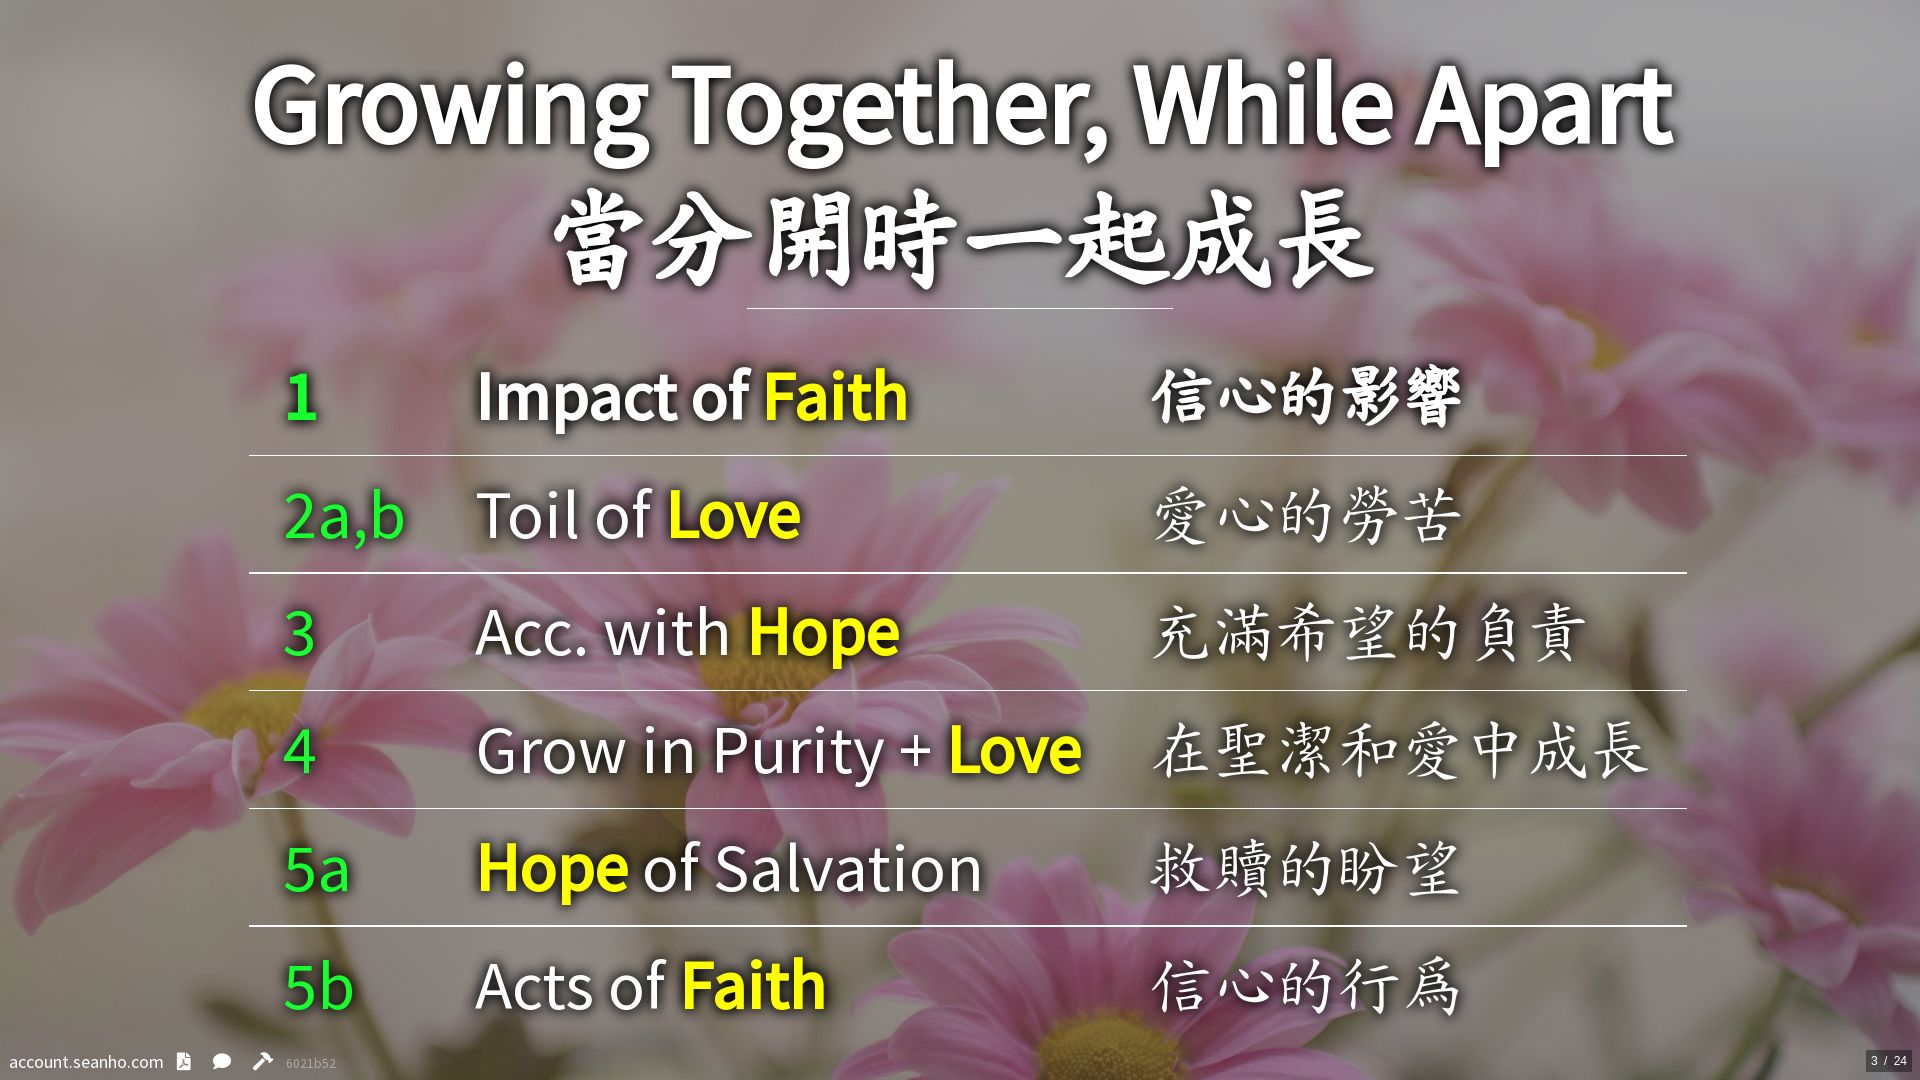 Growing Together, While Apart
當分開時一起成長
1 Impact of Faith 信心的影響
2a,b Toil of Love 愛心的勞苦
3 Acc. with Hope 充滿希望的負責
4 Grow in Purity + Love 在聖潔和愛中成長
5a Hope of Salvation 救贖的盼望
5b Acts of Faith 信心的行爲
account.seanho.com 6021b52
3 / 24